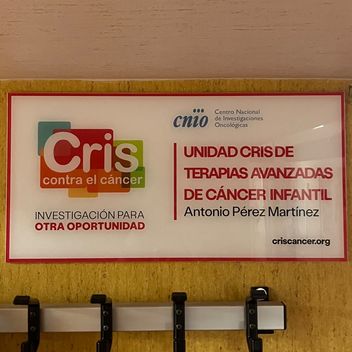 Cris
contra el cáncer
INVESTIGACIÓN PARA
OTRA OPORTUNIDAD
cnio
Centro Nacional
de Investigaciones
Oncológicas
UNIDAD CRIS DE
TERAPIAS AVANZADAS
DE CÁNCER INFANTIL
Antonio Pérez Martínez
criscancer.org